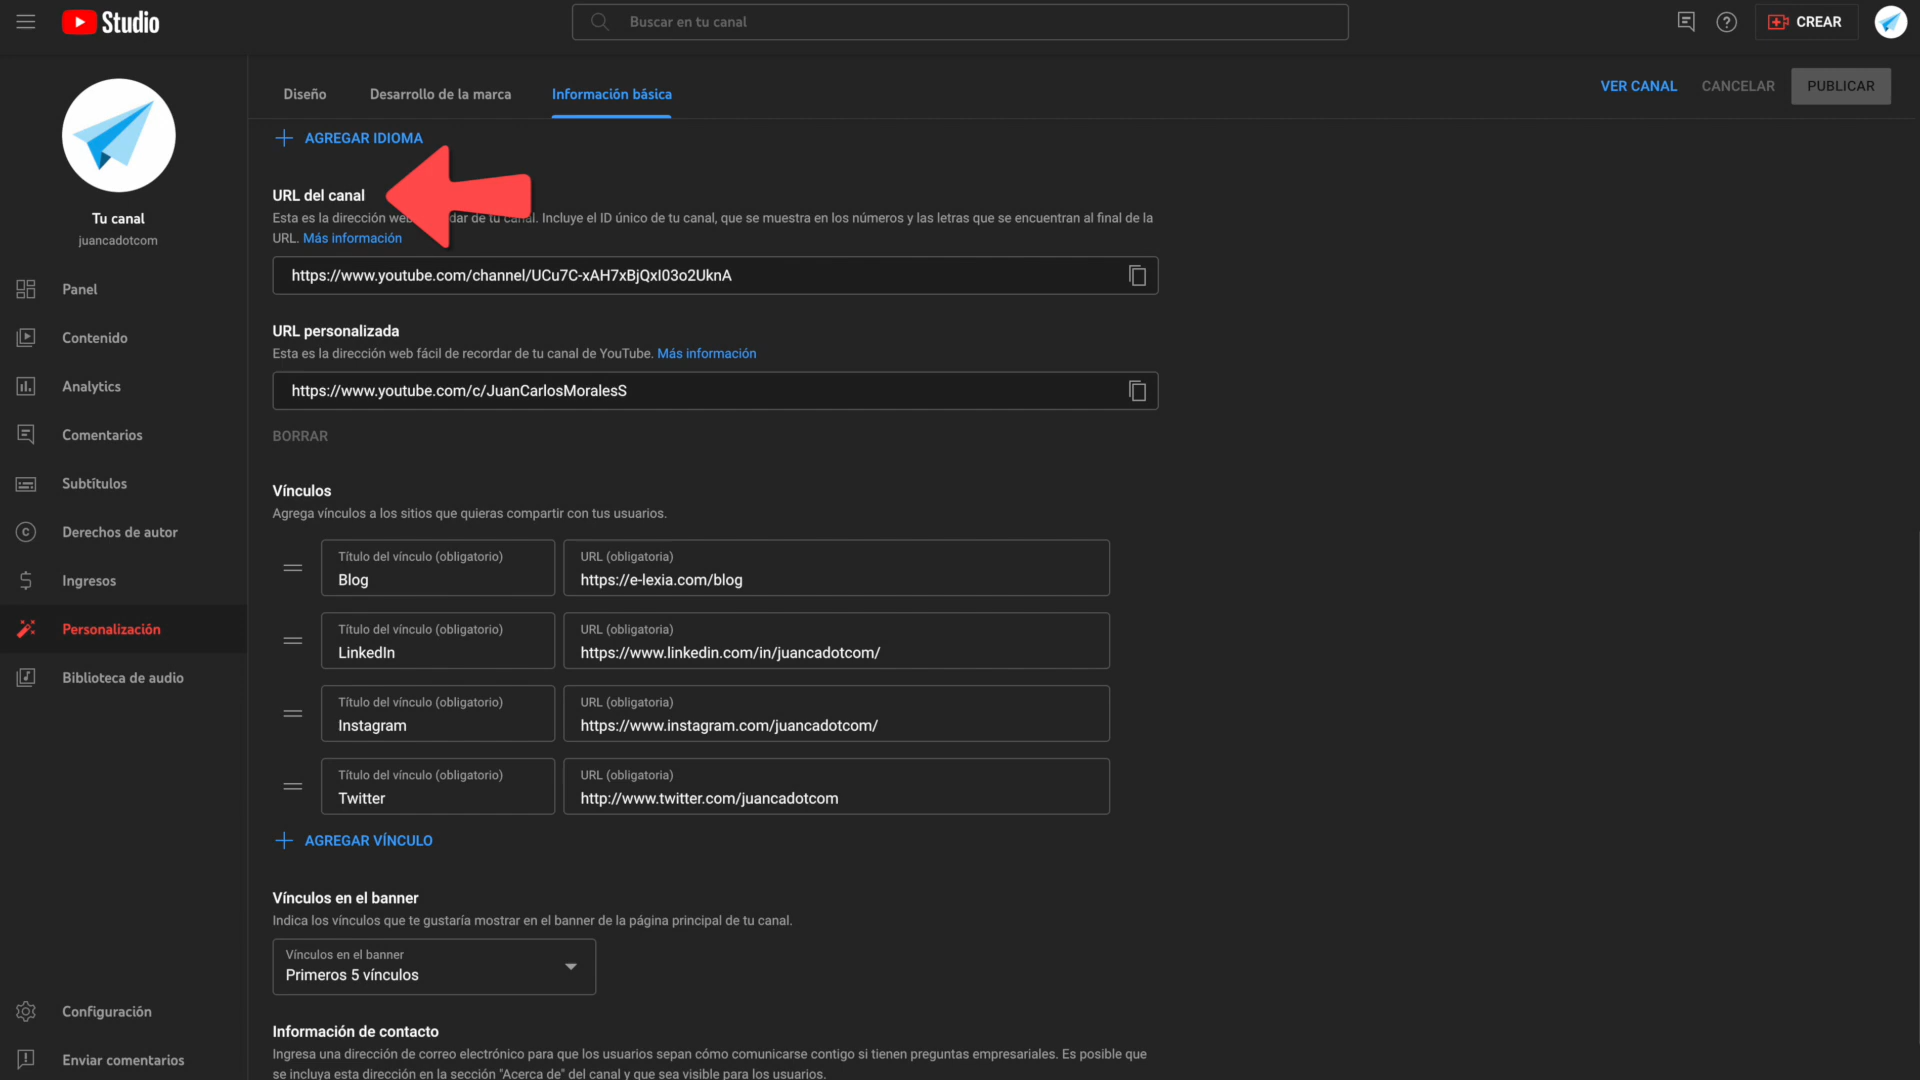 Studio
Buscar en tu canal
CREAR
Diseño
Desarrollo de la marca
Información básica
VER CANAL
CANCELAR
PUBLICAR
AGREGAR IDIOMA
Tu canal
juancadotcom
Panel
Contenido
Analytics
Comentarios
Subtítulos
Derechos de autor
Ingresos
Personalización
Biblioteca de audio
Configuración
Enviar comentarios
URL del canal
Esta es la dirección web dar de tu canal. Incluye el ID único de tu canal, que se muestra en los números y las letras que se encuentran al final de la
URL. Más información
https://www.youtube.com/channel/UCu7C-xAH7xBjQxI03o2UknA
URL personalizada
Esta es la dirección web fácil de recordar de tu canal de YouTube. Más información
https://www.youtube.com/c/JuanCarlosMoralesS
BORRAR
Vínculos
Agrega vínculos a los sitios que quieras compartir con tus usuarios.
Título del vínculo (obligatorio)
Blog
URL (obligatoria)
https://e-lexia.com/blog
Título del vínculo (obligatorio)
LinkedIn
URL (obligatoria)
https://www.linkedin.com/in/juancadotcom/
Título del vínculo (obligatorio)
Instagram
URL (obligatoria)
https://www.instagram.com/juancadotcom/
Título del vínculo (obligatorio)
Twitter
URL (obligatoria)
http://www.twitter.com/juancadotcom
AGREGAR VÍNCULO
Vínculos en el banner
Indica los vínculos que te gustaría mostrar en el banner de la página principal de tu canal.
Vínculos en el banner
Primeros 5 vínculos
Información de contacto
Ingresa una dirección de correo electrónico para que los usuarios sepan cómo comunicarse contigo si tienen preguntas empresariales. Es posible que
se incluya esta dirección en la sección "Acerca de" del canal y que sea visible para los usuarios.